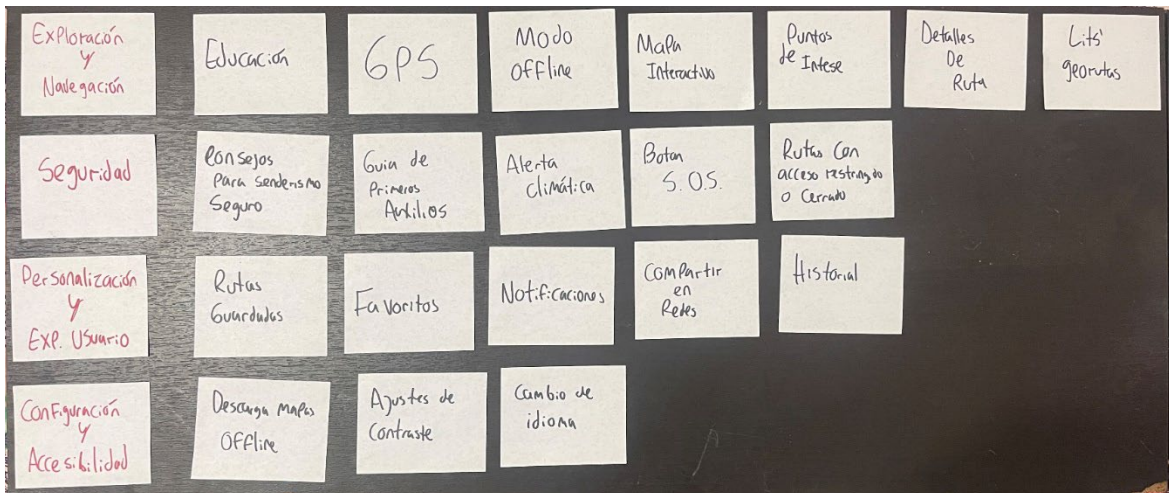 Exploración
y
Navegación
Educación
GPS
Modo
Offline
Mapa
Interactivo
Puntos
de Intese
Detalles
De
Ruta
Lits'
georutas
Seguridad
Consejos
Para Senderismo
Seguro
Guia de
Primeros
Auxilios
Alerta
Climática
Boton
S.O.S.
Rutas Con
acceso restringido
o Cerrado
Personalización
y
Exp. Usuario
Rutas
Guardadas
Favoritos
Notificaciones
Compartir
en
Redes
Historial
Configuración
y
Accesibilidad
Descarga mapas
Offline
Ajustes de
Contraste
Cambio de
idioma